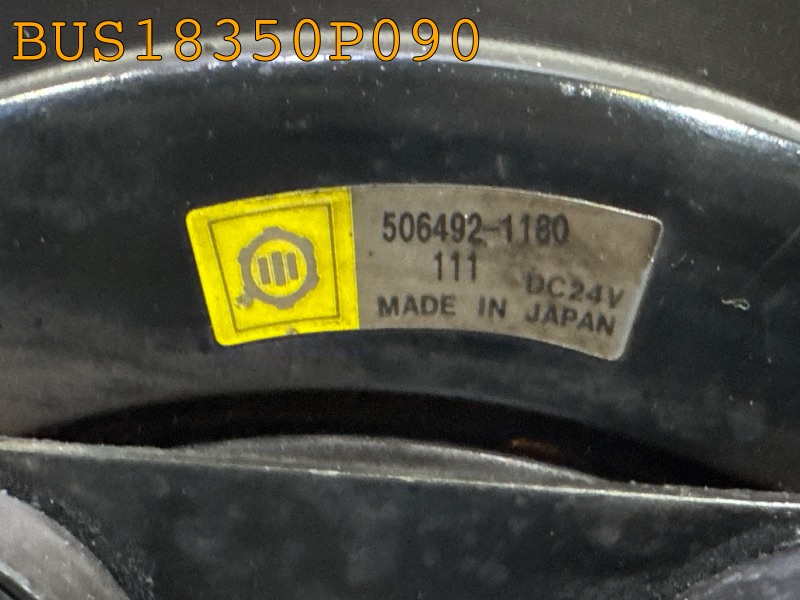 BUS18350P090
506492-1180
111 DC24V
MADE IN JAPAN